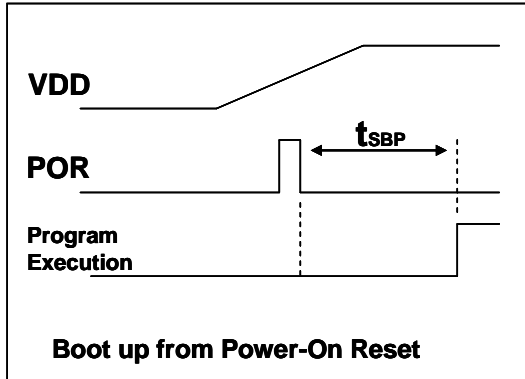 VDD
tSBP
POR
Program
Execution
Boot up from Power-On Reset